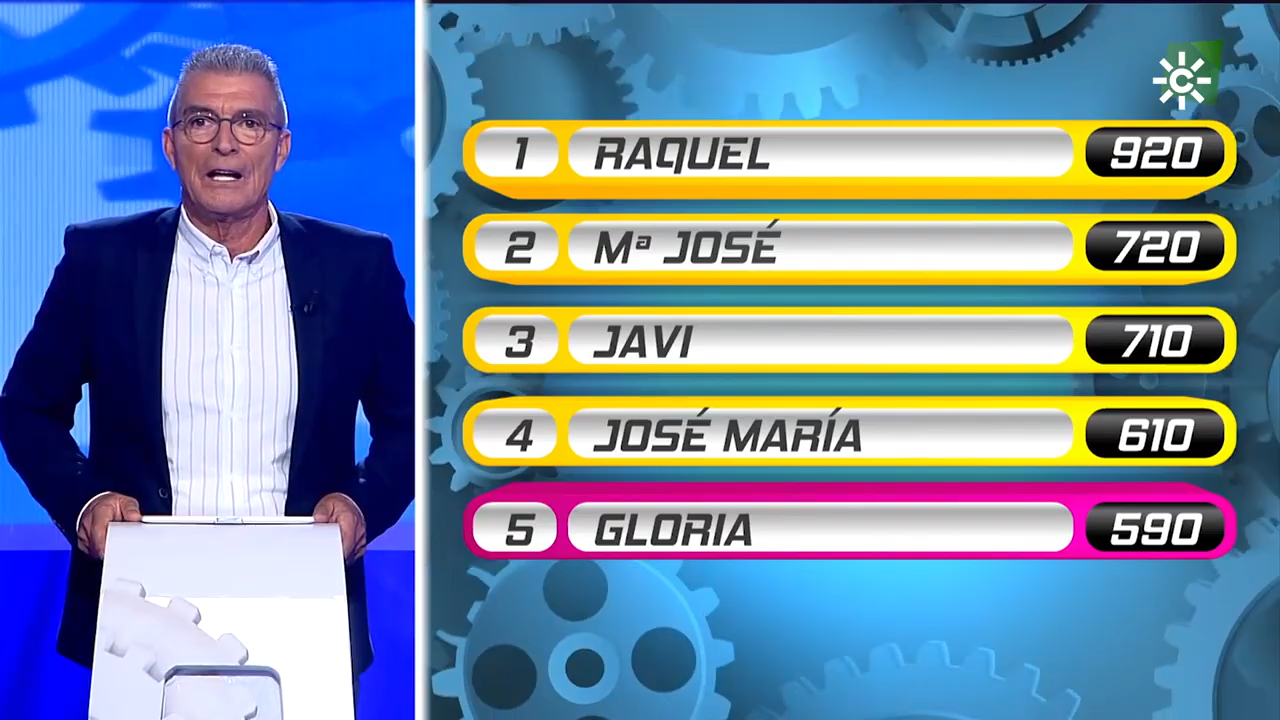 1 RAQUEL 920
2 Mª JOSÉ 720
3 JAVI 710
4 JOSÉ MARÍA 610
5 GLORIA 590